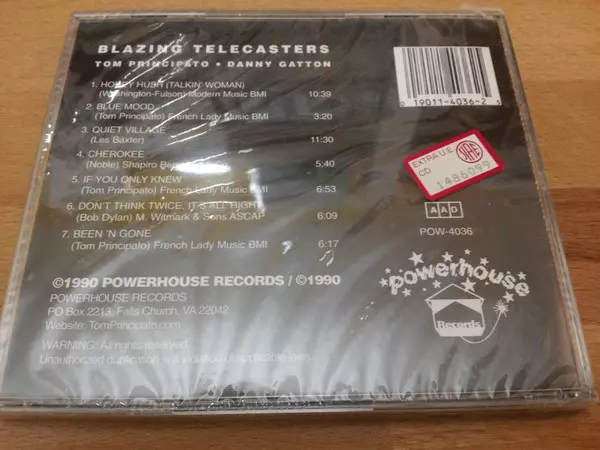 BLAZING TELECASTERS
TOM PRINCIPATO • DANNY GATTON
1. HONEY HUSH (TALKIN' WOMAN)
(Washington-Fulson) Modern Music BMI 10:39
2. BLUE MOOD
(Tom Principato) French Lady Music BMI 3:20
3. QUIET VILLAGE
(Les Baxter) 11:30
4. CHEROKEE
(Noble) Shapiro 5:40
5. IF YOU ONLY KNEW
(Tom Principato) French Lady Music BMI 6:53
6. DON'T THINK TWICE, IT'S ALL RIGHT
(Bob Dylan) M. Witmark & Sons ASCAP 6:09
7. BEEN 'N GONE
(Tom Principato) French Lady Music BMI 6:17
©1990 POWERHOUSE RECORDS / ©1990
POWERHOUSE RECORDS
PO Box 2213, Falls Church, VA 22042
Website: TomPrincipato.com
WARNING: All rights reserved.
Unauthorized duplication is a violation of applicable laws.
0 19011-4036-2
EXTRA U.E.
CD
1486099
AAD
POW-4036
powerhouse
Records